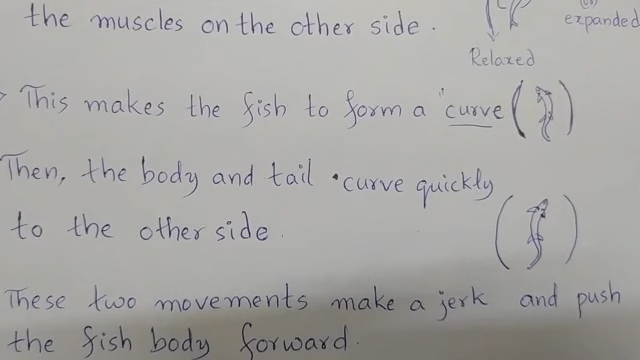 the muscles on the other side.
(or)
expanded
Relaxed
This makes the fish to form a "curve
Then, the body and tail curve quickly
to the other side.
These two movements make a jerk and push
the fish body forward.